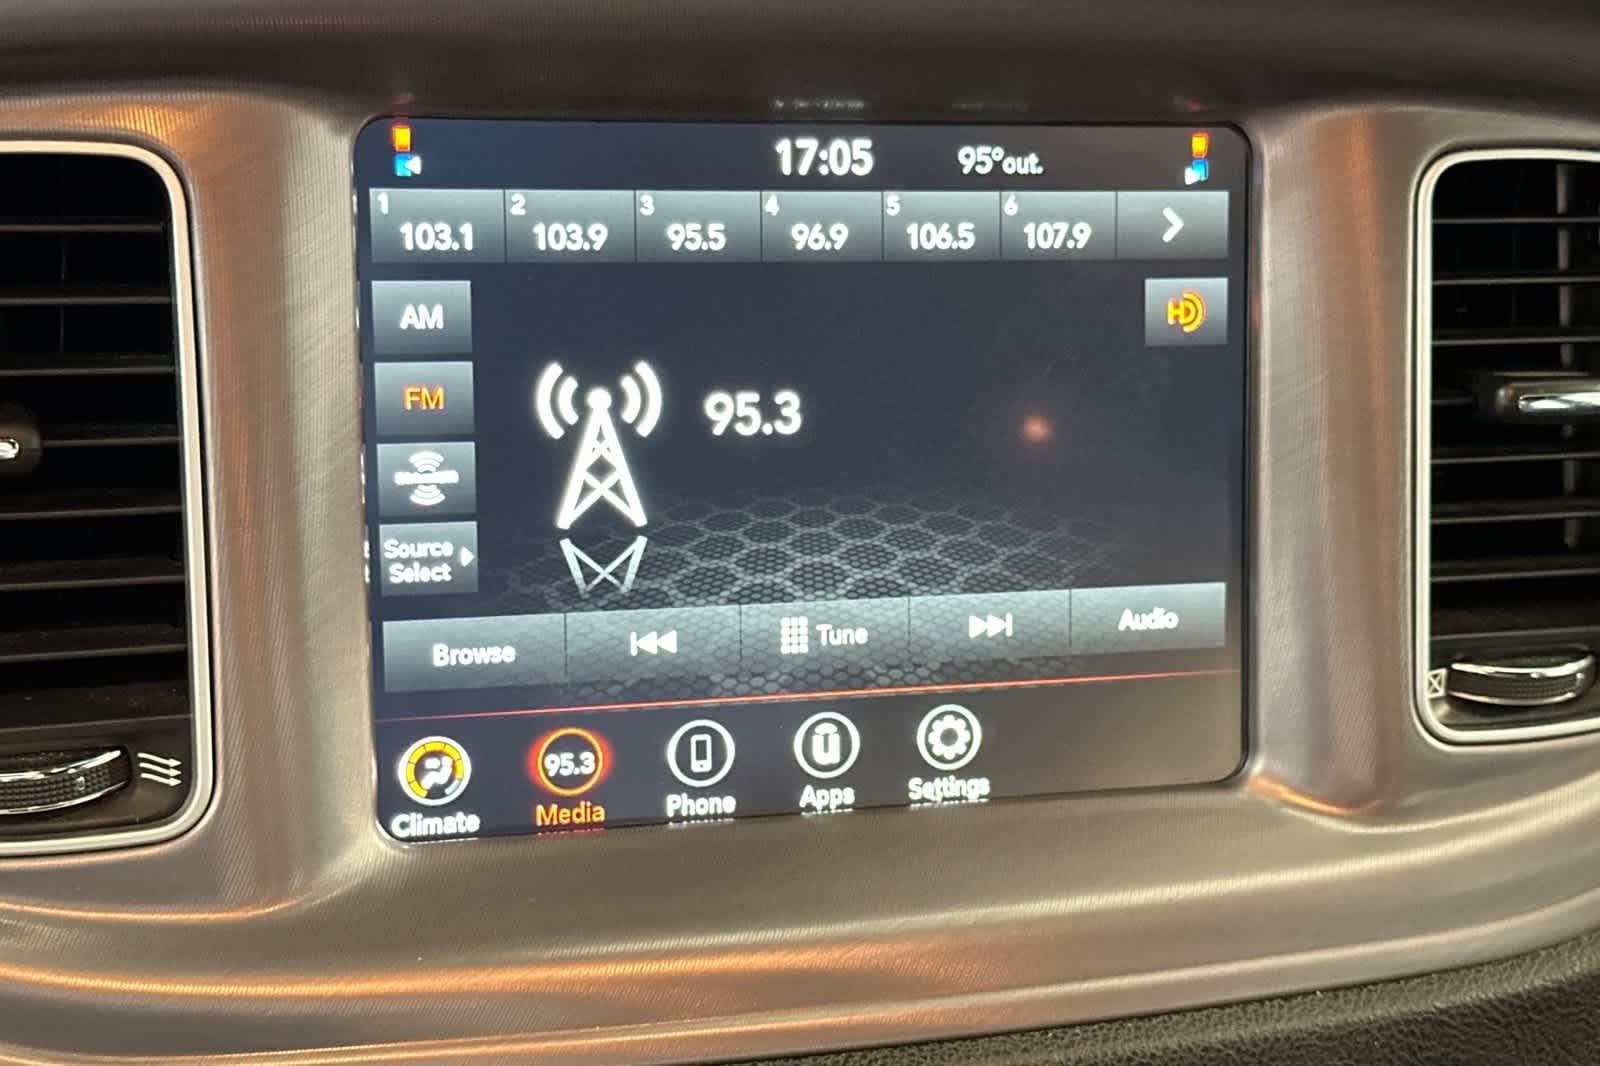 17:05 95°out.
1 2 3 4 5 6
103.1 103.9 95.5 96.9 106.5 107.9
AM
HD
FM
95.3
Source
Select
Browse Tune Audio
95.3
Climate Media Phone Apps Settings